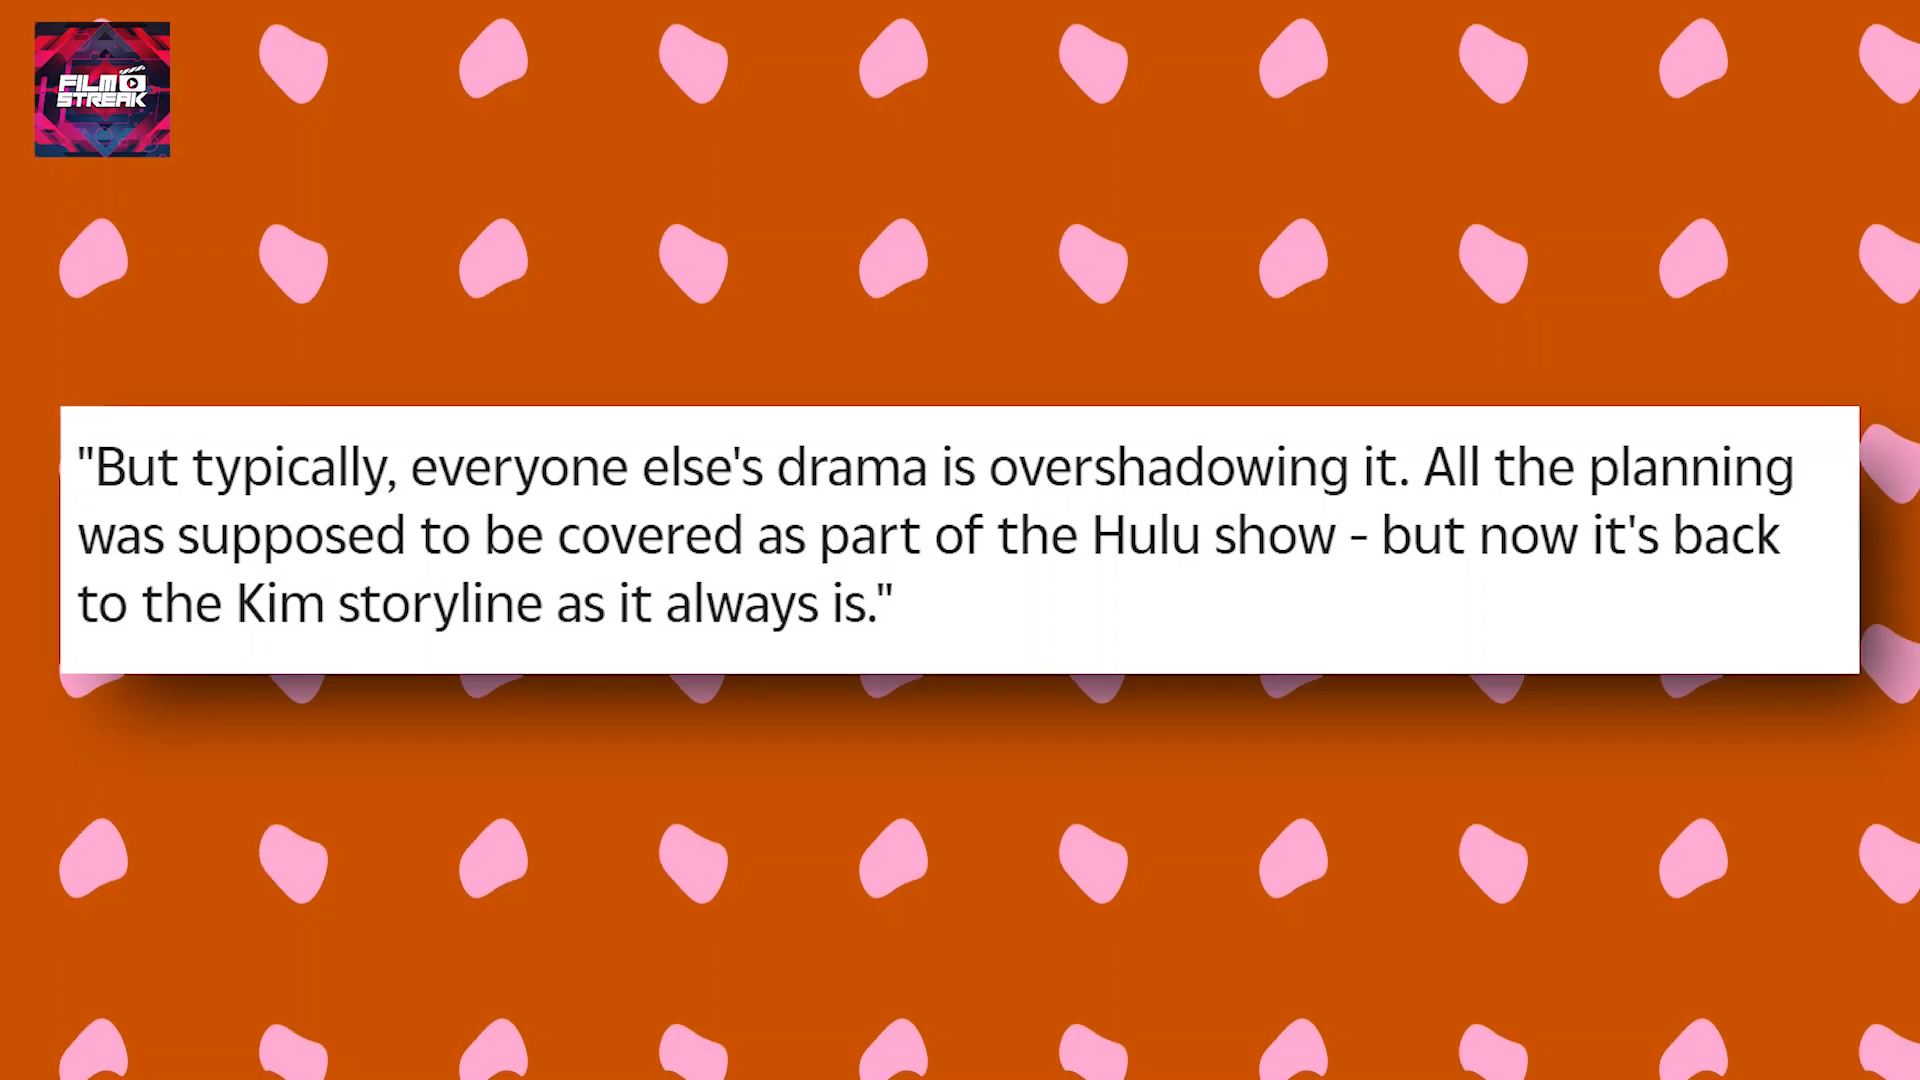 FILM
STREAK
"But typically, everyone else's drama is overshadowing it. All the planning
was supposed to be covered as part of the Hulu show - but now it's back
to the Kim storyline as it always is."